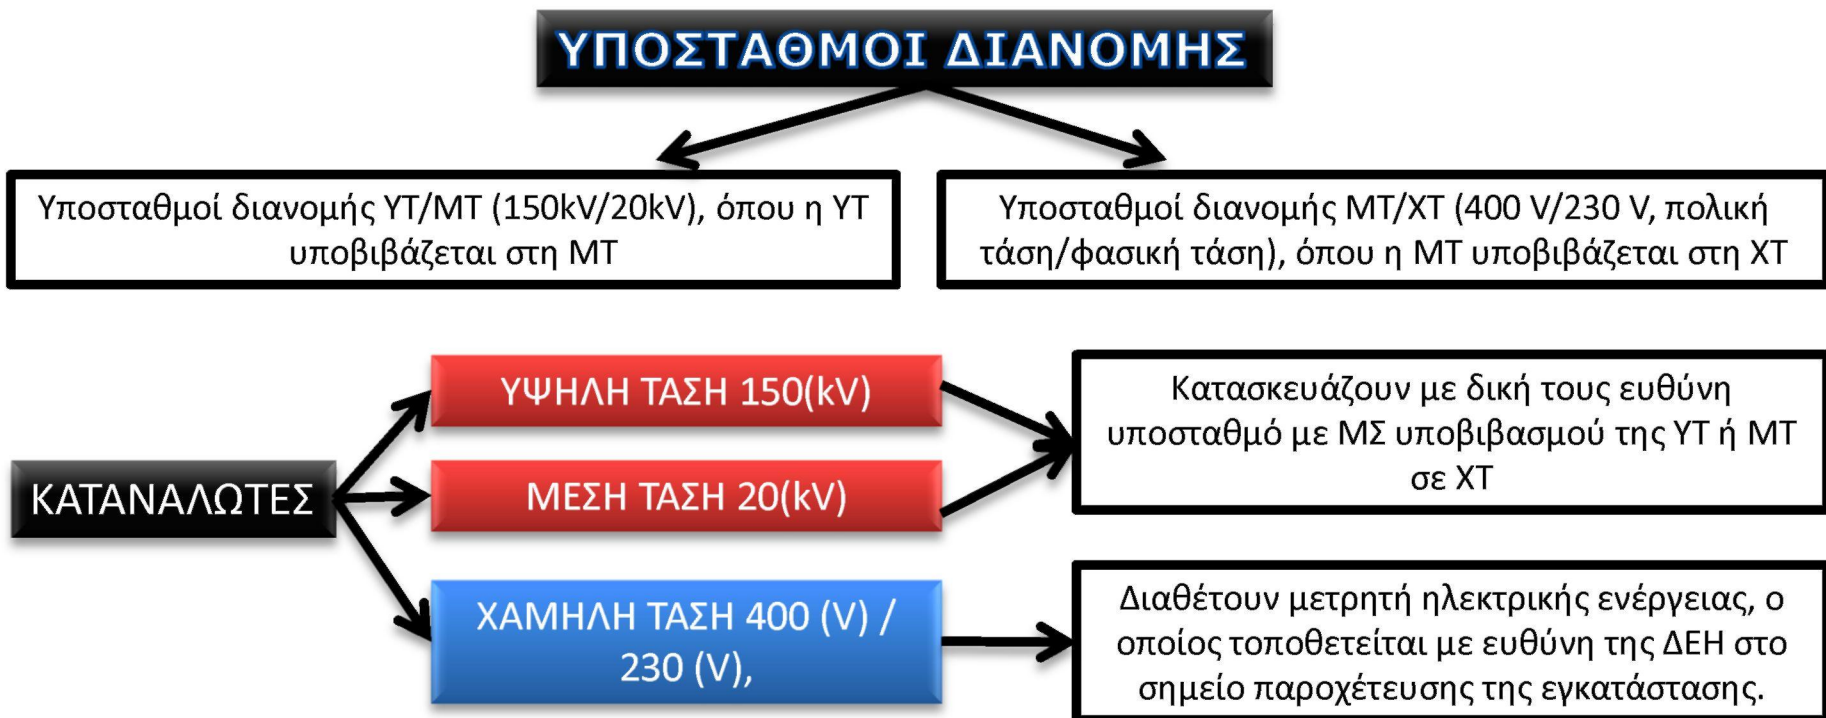 ΥΠΟΣΤΑΘΜΟΙ ΔΙΑΝΟΜΗΣ
Υποσταθμοί διανομής ΥΤ/ΜΤ (150kV/20kV), όπου η ΥΤ
υποβιβάζεται στη ΜΤ
Υποσταθμοί διανομής ΜΤ/ΧΤ (400 V/230 V, πολική
τάση/φασική τάση), όπου η ΜΤ υποβιβάζεται στη ΧΤ
ΚΑΤΑΝΑΛΩΤΕΣ
ΥΨΗΛΗ ΤΑΣΗ 150(kV)
ΜΕΣΗ ΤΑΣΗ 20(kV)
Κατασκευάζουν με δική τους ευθύνη
υποσταθμό με ΜΣ υποβιβασμού της ΥΤ ή ΜΤ
σε ΧΤ
ΧΑΜΗΛΗ ΤΑΣΗ 400 (V) /
230 (V),
Διαθέτουν μετρητή ηλεκτρικής ενέργειας, ο
οποίος τοποθετείται με ευθύνη της ΔΕΗ στο
σημείο παροχέτευσης της εγκατάστασης.